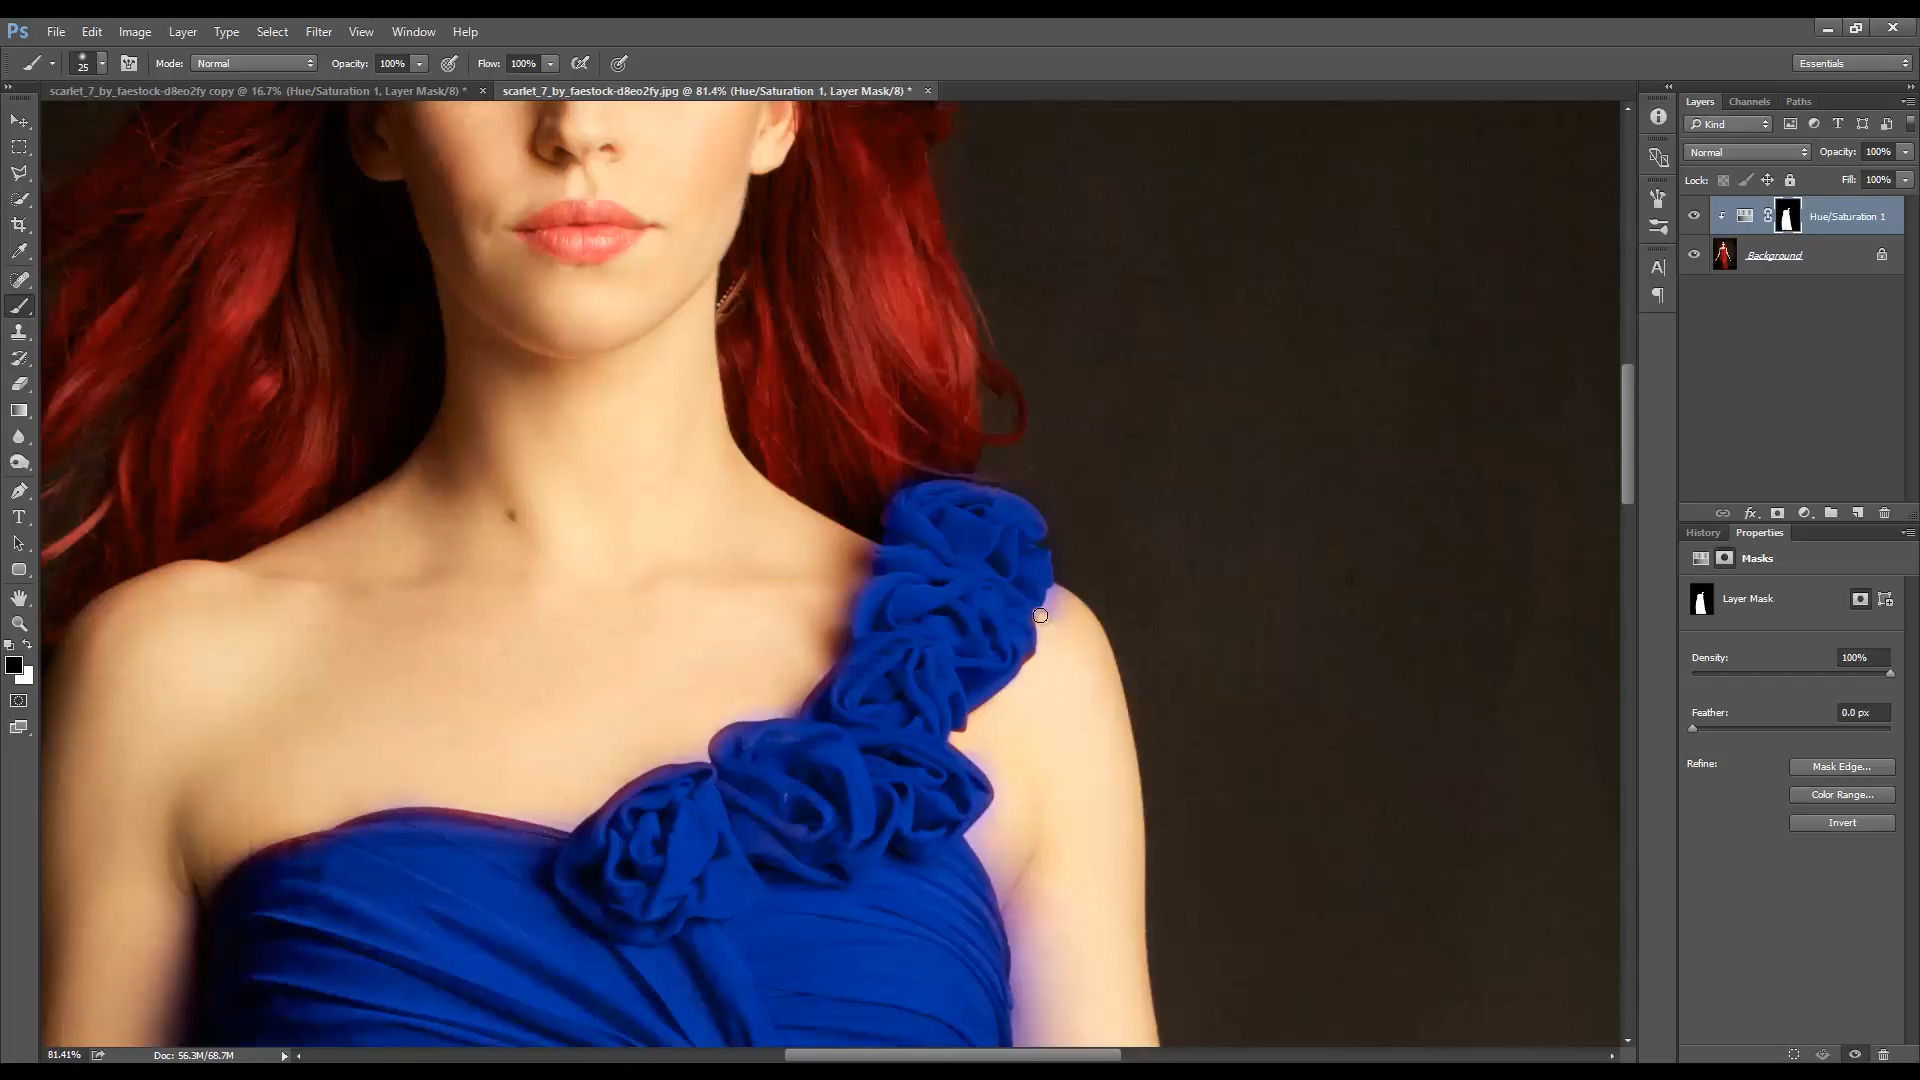 Ps File Edit Image Layer Type Select Filter View Window Help
25 Mode: Normal Opacity: 100% Flow: 100% Essentials
scarlet_7_by_faestock-d8eo2fy copy @ 16.7% (Hue/Saturation 1, Layer Mask/8) * scarlet_7_by_faestock-d8eo2fy.jpg @ 81.4% (Hue/Saturation 1, Layer Mask/8) *
Layers Channels Paths
Kind
Normal Opacity: 100%
Lock: Fill: 100%
Hue/Saturation 1
Background
History Properties
Masks
Layer Mask
Density: 100%
Feather: 0.0 px
Refine: Mask Edge...
Color Range...
Invert
81.41% Doc: 56.3M/68.7M